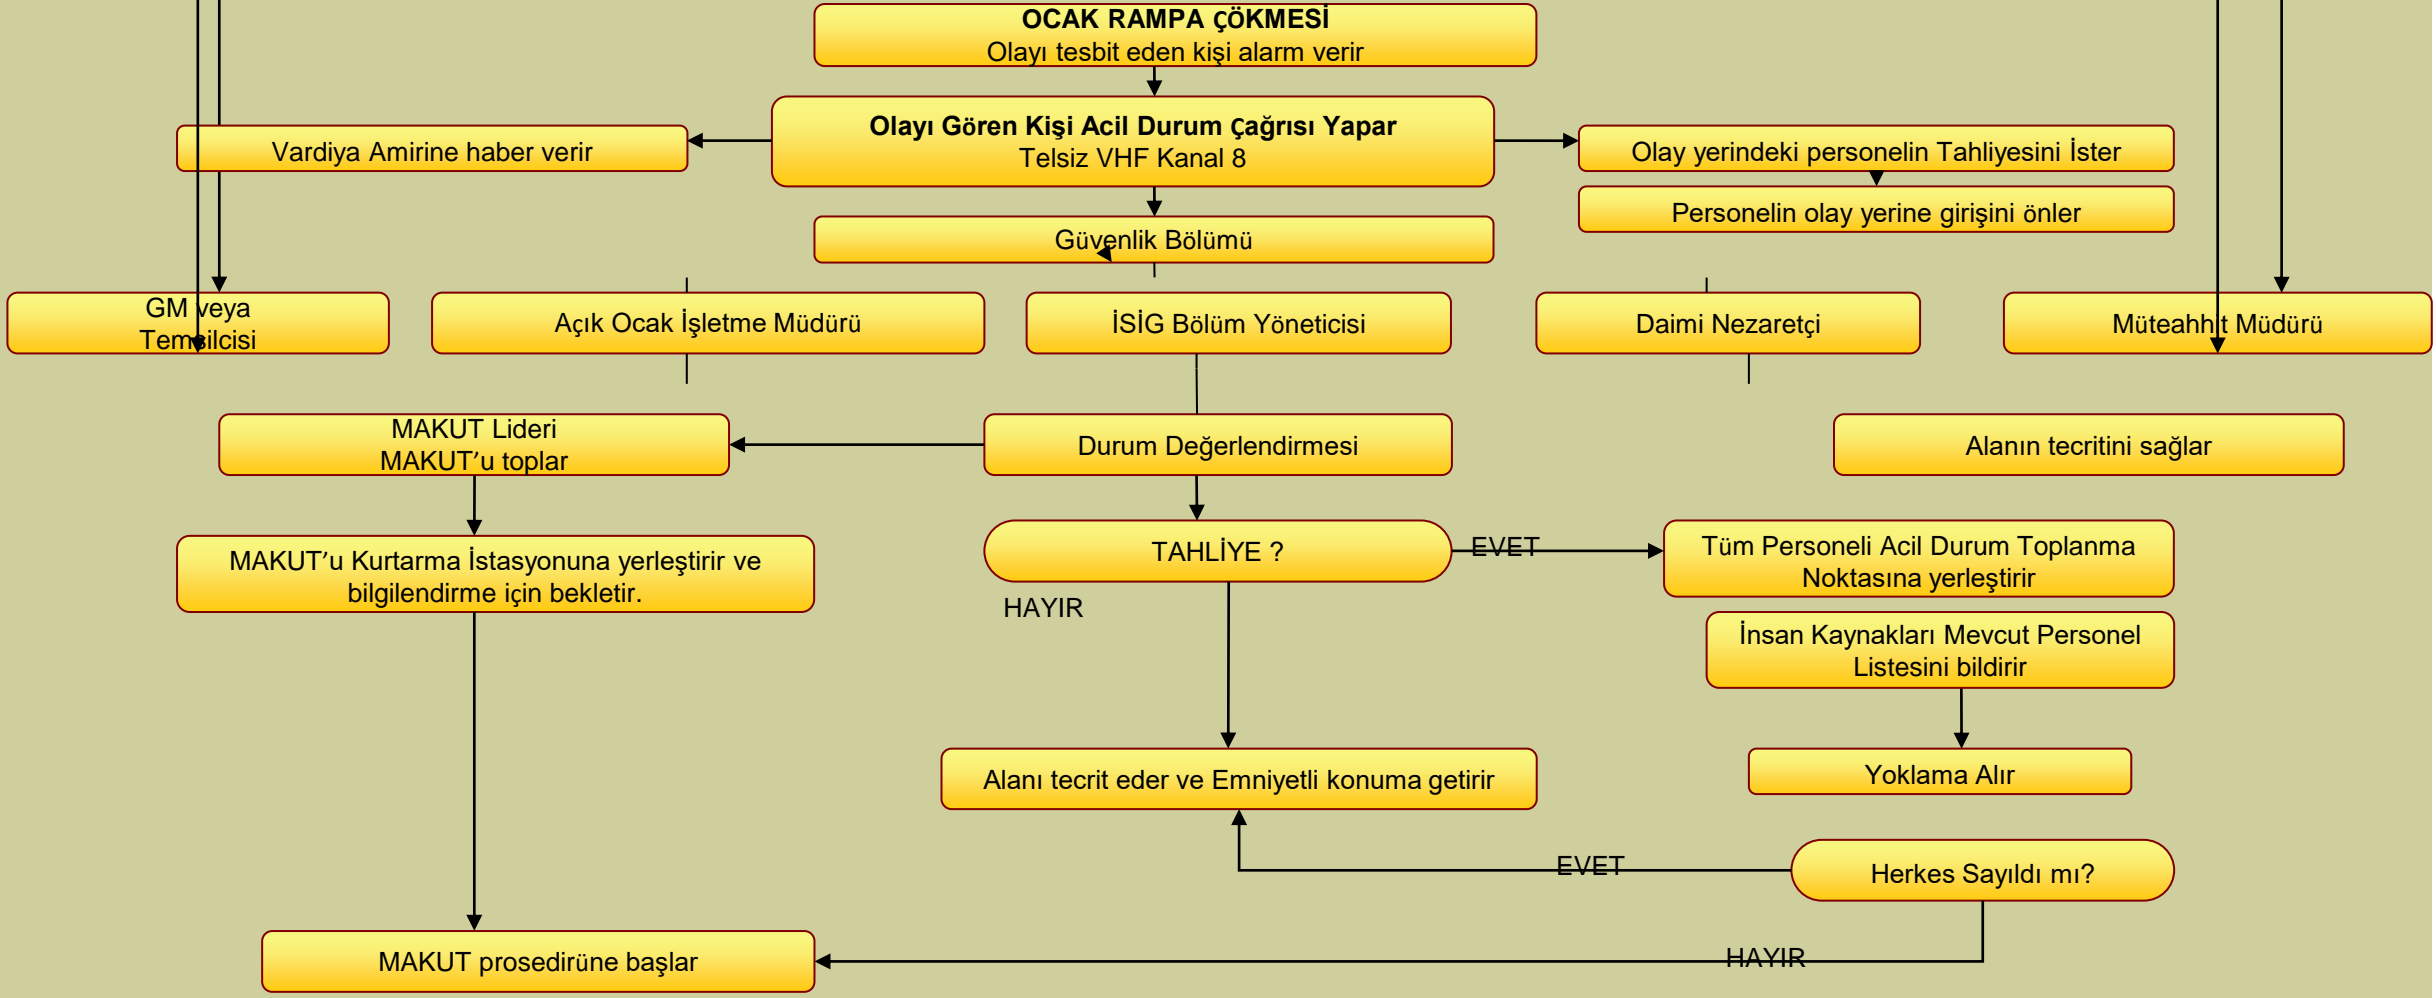 OCAK RAMPA ÇÖKMESİ
Olayı tesbit eden kişi alarm verir
Olayı Gören Kişi Acil Durum Çağrısı Yapar
Telsiz VHF Kanal 8
Vardiya Amirine haber verir
Olay yerindeki personelin Tahliyesini İster
Personelin olay yerine girişini önler
Güvenlik Bölümü
GM veya
Temsilcisi
Açık Ocak İşletme Müdürü
İSİG Bölüm Yöneticisi
Daimi Nezaretçi
Müteahhit Müdürü
MAKUT Lideri
MAKUT’u toplar
Durum Değerlendirmesi
Alanın tecritini sağlar
MAKUT’u Kurtarma İstasyonuna yerleştirir ve
bilgilendirme için bekletir.
TAHLİYE ?
EVET
Tüm Personeli Acil Durum Toplanma
Noktasına yerleştirir
HAYIR
İnsan Kaynakları Mevcut Personel
Listesini bildirir
Alanı tecrit eder ve Emniyetli konuma getirir
Yoklama Alır
EVET
Herkes Sayıldı mı?
MAKUT prosedirüne başlar
HAYIR